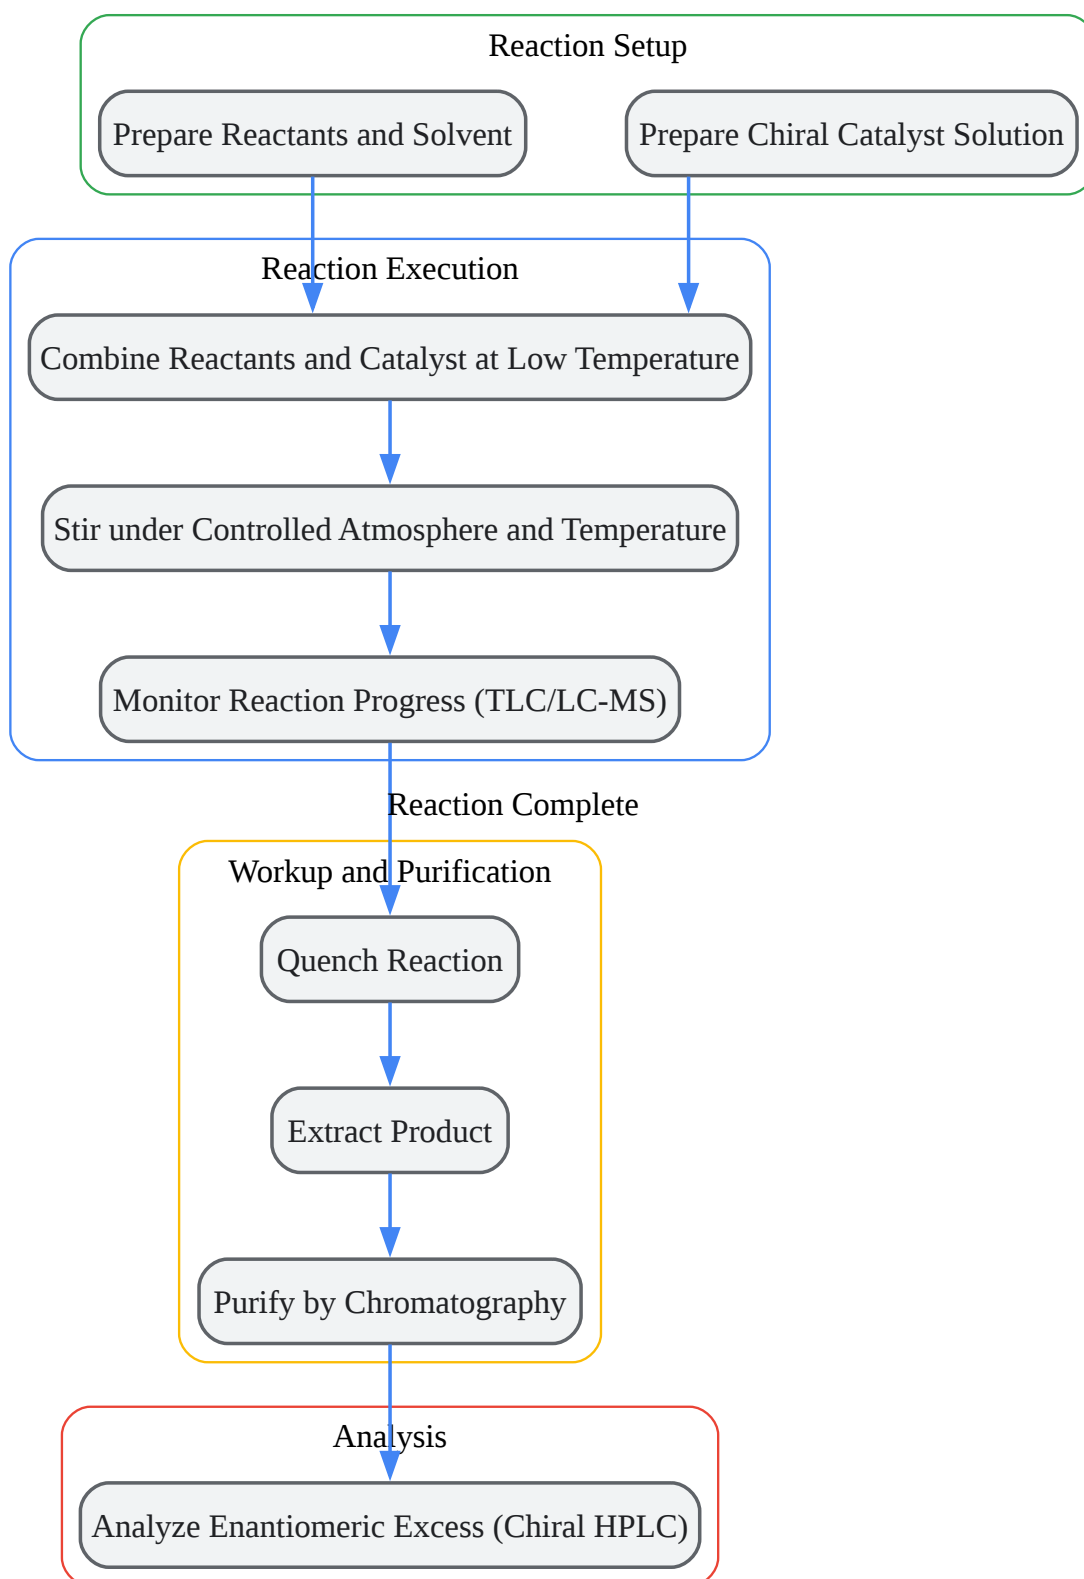 Reaction Setup
Prepare Reactants and Solvent
Prepare Chiral Catalyst Solution
Reaction Execution
Combine Reactants and Catalyst at Low Temperature
Stir under Controlled Atmosphere and Temperature
Monitor Reaction Progress (TLC/LC-MS)
Reaction Complete
Workup and Purification
Quench Reaction
Extract Product
Purify by Chromatography
Analysis
Analyze Enantiomeric Excess (Chiral HPLC)